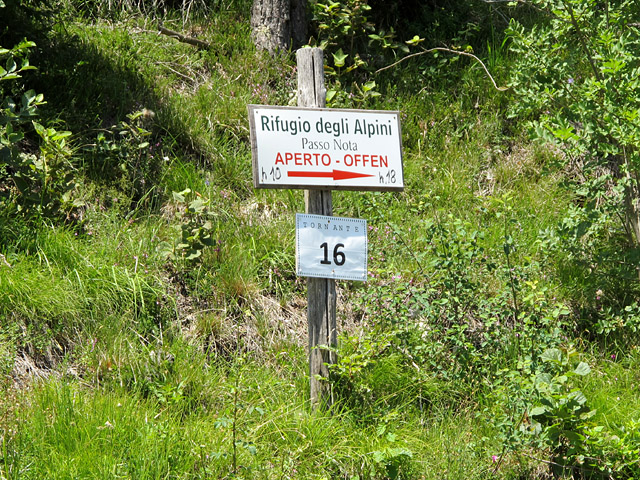 Rifugio degli Alpini
Passo Nota
APERTO - OFFEN
h.10 h.18
TORNANTE
16